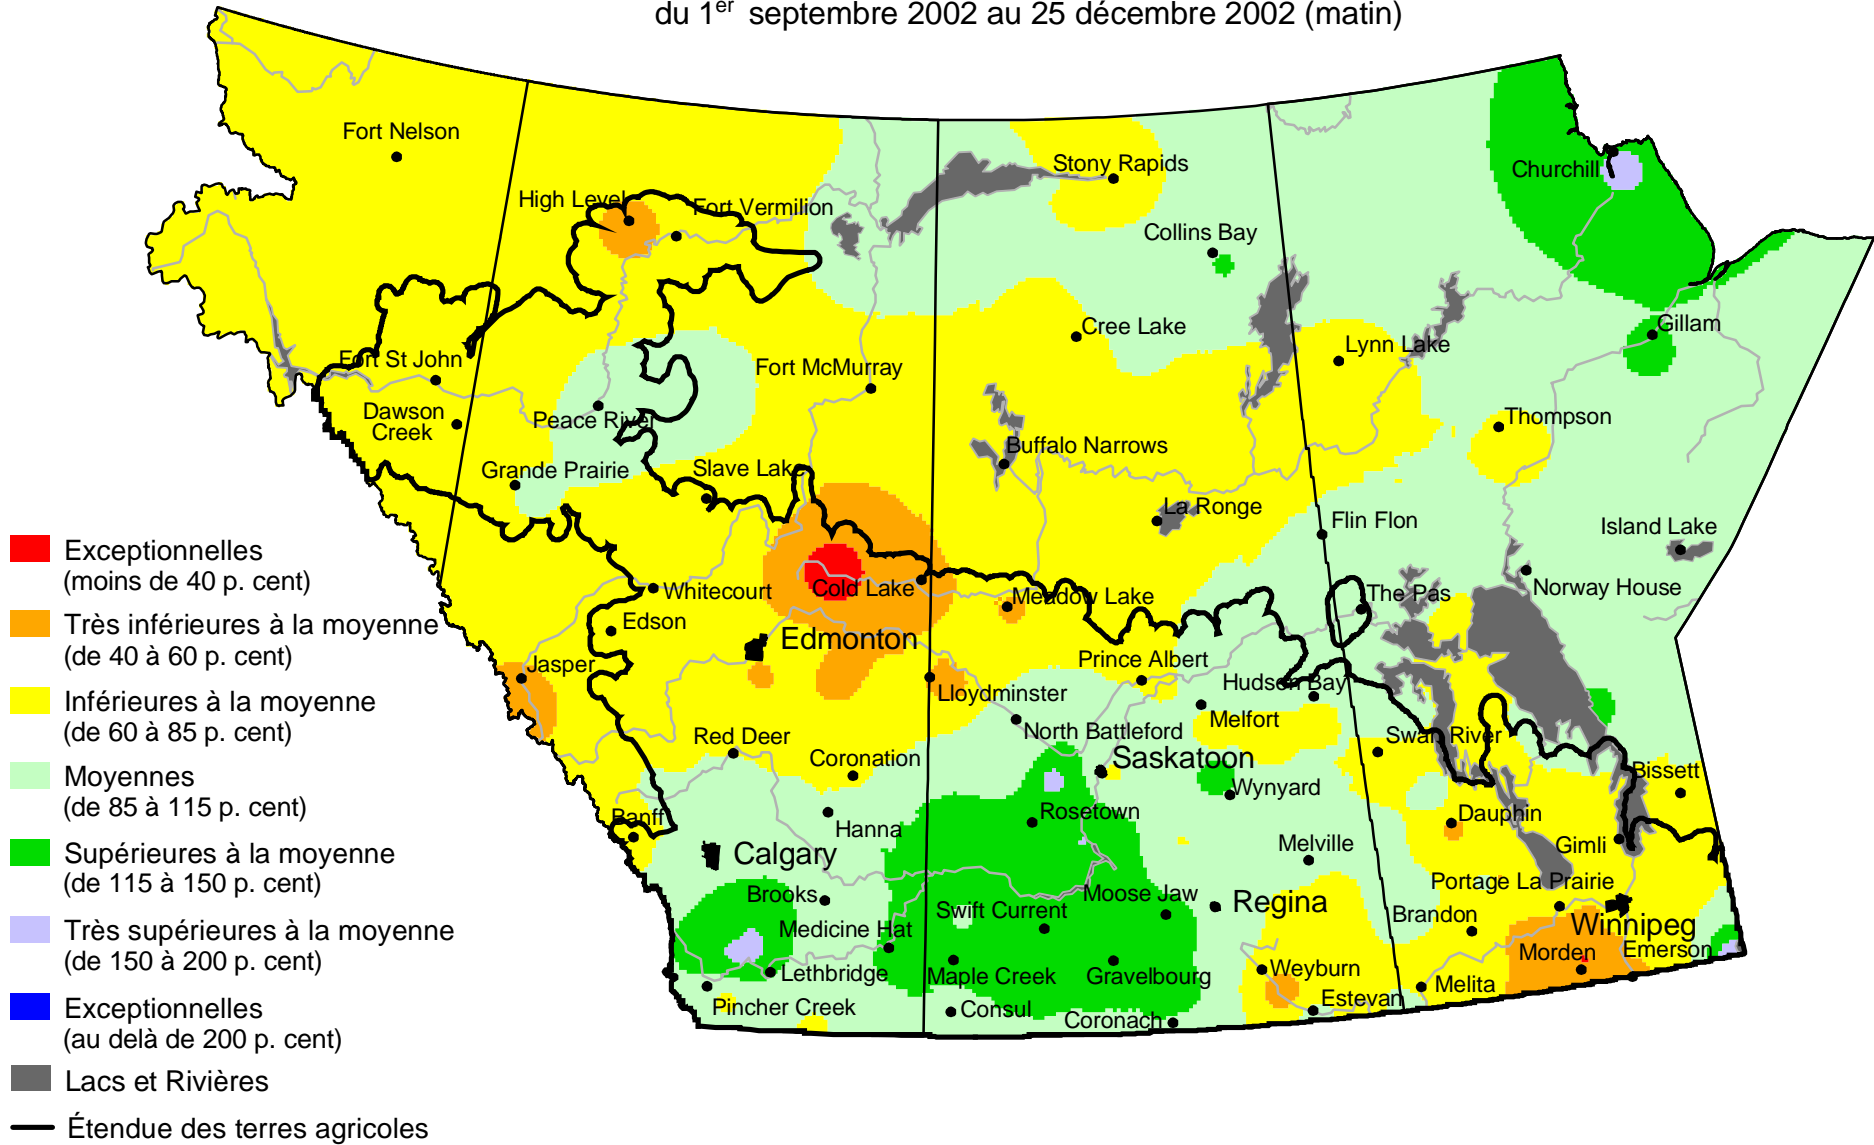 du 1er septembre 2002 au 25 décembre 2002 (matin)
Fort Nelson
High Level
Fort Vermilion
Stony Rapids
Churchill
Collins Bay
Cree Lake
Lynn Lake
Gillam
Fort St John
Fort McMurray
Dawson
Creek
Peace River
Thompson
Buffalo Narrows
Grande Prairie
Slave Lake
La Ronge
Flin Flon
Island Lake
Whitecourt
Cold Lake
Meadow Lake
The Pas
Norway House
Edson
Edmonton
Jasper
Prince Albert
Hudson Bay
Lloydminster
Melfort
North Battleford
Red Deer
Coronation
Saskatoon
Swan River
Bissett
Wynyard
Banff
Hanna
Rosetown
Dauphin
Calgary
Melville
Gimli
Brooks
Moose Jaw
Portage La Prairie
Swift Current
Regina
Brandon
Winnipeg
Medicine Hat
Morden
Emerson
Lethbridge
Maple Creek
Gravelbourg
Weyburn
Melita
Pincher Creek
Consul
Coronach
Estevan
Exceptionnelles
(moins de 40 p. cent)
Très inférieures à la moyenne
(de 40 à 60 p. cent)
Inférieures à la moyenne
(de 60 à 85 p. cent)
Moyennes
(de 85 à 115 p. cent)
Supérieures à la moyenne
(de 115 à 150 p. cent)
Très supérieures à la moyenne
(de 150 à 200 p. cent)
Exceptionnelles
(au delà de 200 p. cent)
Lacs et Rivières
Étendue des terres agricoles